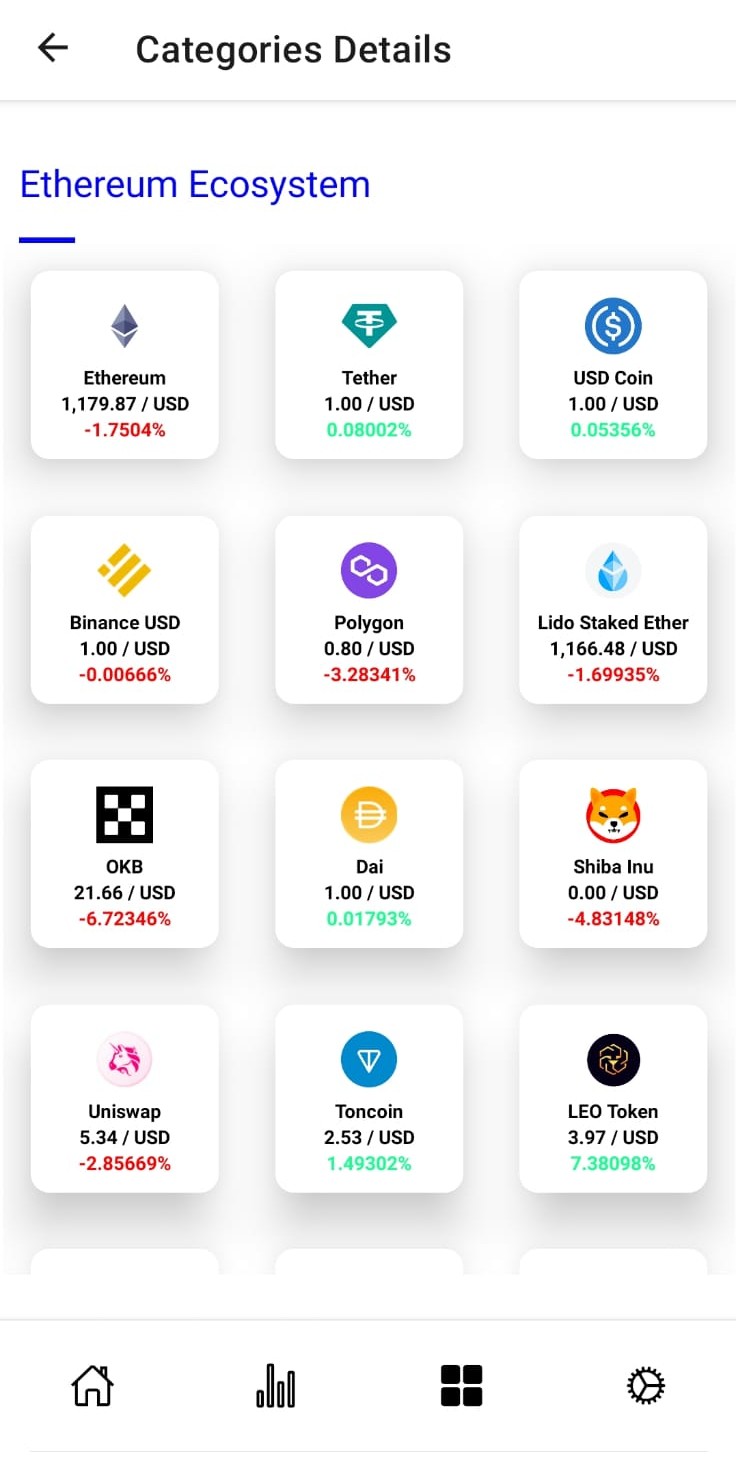 Categories Details
Ethereum Ecosystem
Ethereum
1,179.87 / USD
-1.7504%
Tether
1.00 / USD
0.08002%
USD Coin
1.00 / USD
0.05356%
Binance USD
1.00 / USD
-0.00666%
Polygon
0.80 / USD
-3.28341%
Lido Staked Ether
1,166.48 / USD
-1.69935%
OKB
21.66 / USD
-6.72346%
Dai
1.00 / USD
0.01793%
Shiba Inu
0.00 / USD
-4.83148%
Uniswap
5.34 / USD
-2.85669%
Toncoin
2.53 / USD
1.49302%
LEO Token
3.97 / USD
7.38098%